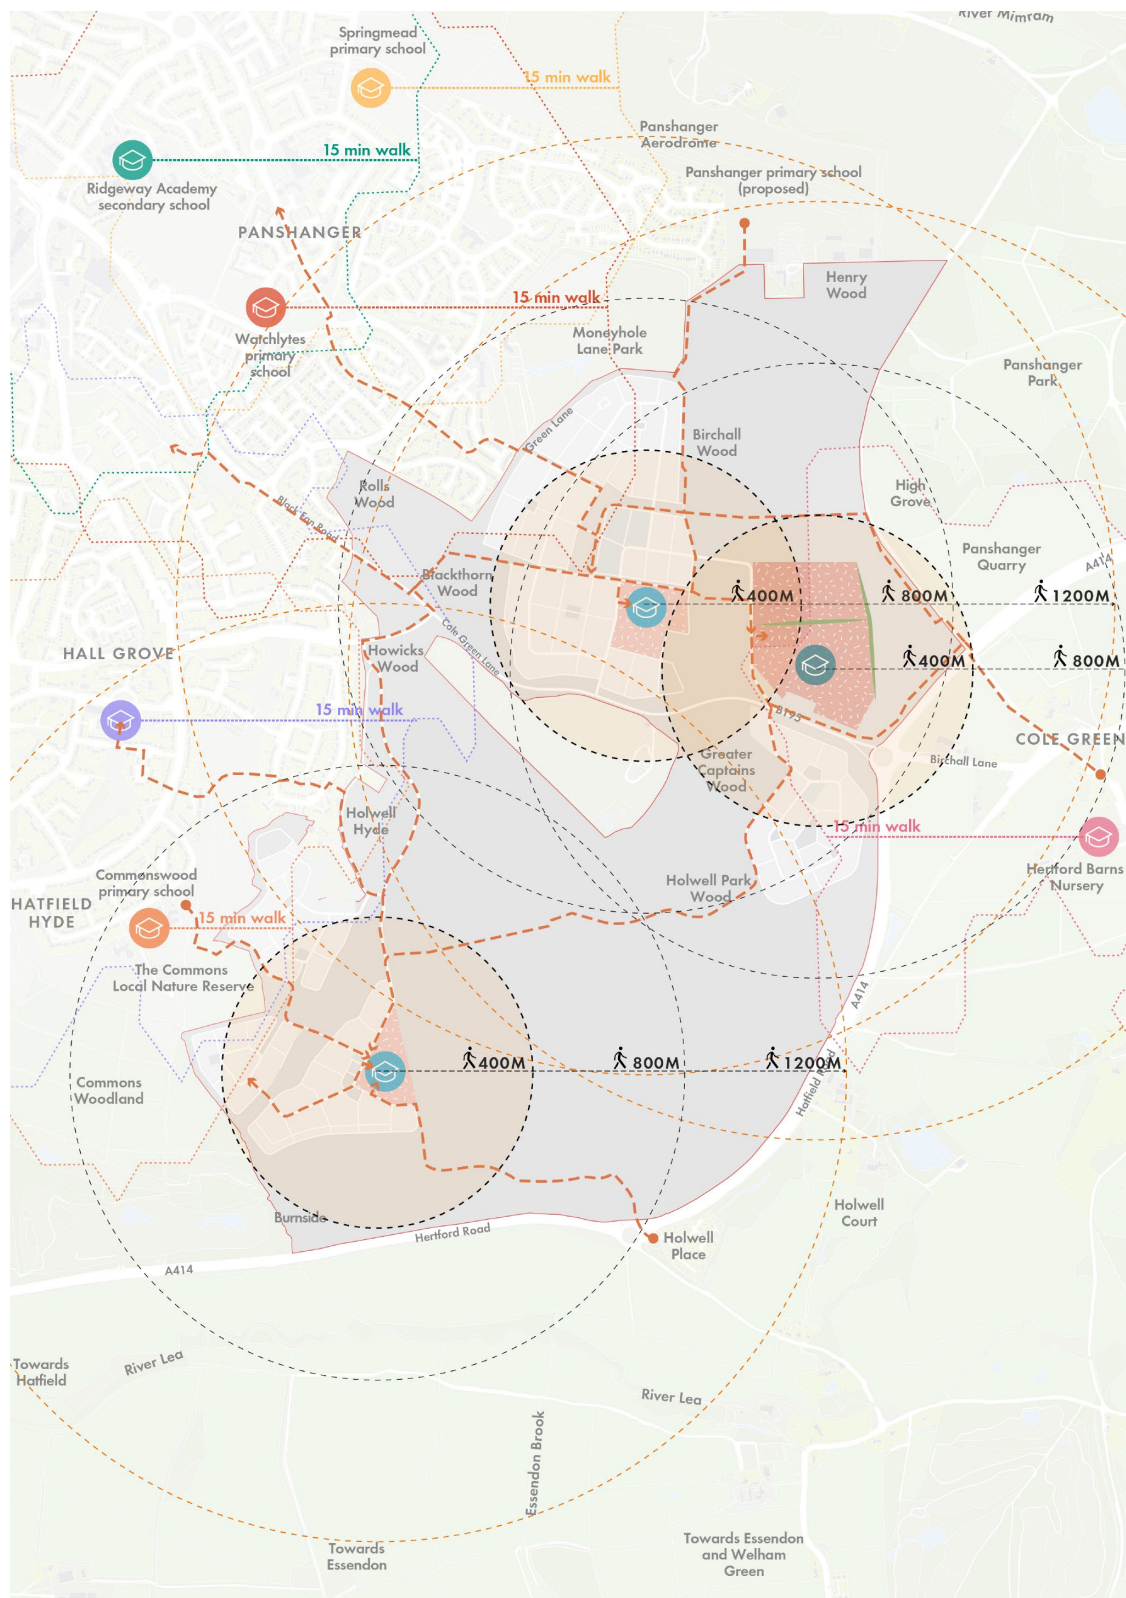 River Mimram
Springmead
primary school
15 min walk
Panshanger
Aerodrome
15 min walk
Panshanger primary school
(proposed)
Ridgeway Academy
secondary school
PANSHANGER
Henry
Wood
15 min walk
Watchlytes
primary
school
Moneyhole
Lane Park
Panshanger
Park
Green Lane
Birchall
Wood
Rolls
Wood
High
Grove
Black Fan Road
Panshanger
Quarry
A414
Blackthorn
Wood
400M
800M
1200M
Cole Green Lane
HALL GROVE
Howicks
Wood
400M
800M
15 min walk
B195
COLE GREEN
Greater
Captains
Wood
Birchall Lane
Holwell
Hyde
15 min walk
Hertford Barns
Nursery
Commonswood
primary school
Holwell Park
Wood
HATFIELD
HYDE
15 min walk
The Commons
Local Nature Reserve
A414
400M
800M
1200M
Hatfield Road
Commons
Woodland
Holwell
Court
Burnside
Hertford Road
Holwell
Place
A414
River Lea
Towards
Hatfield
River Lea
Essendon Brook
Towards
Essendon
Towards Essendon
and Welham
Green